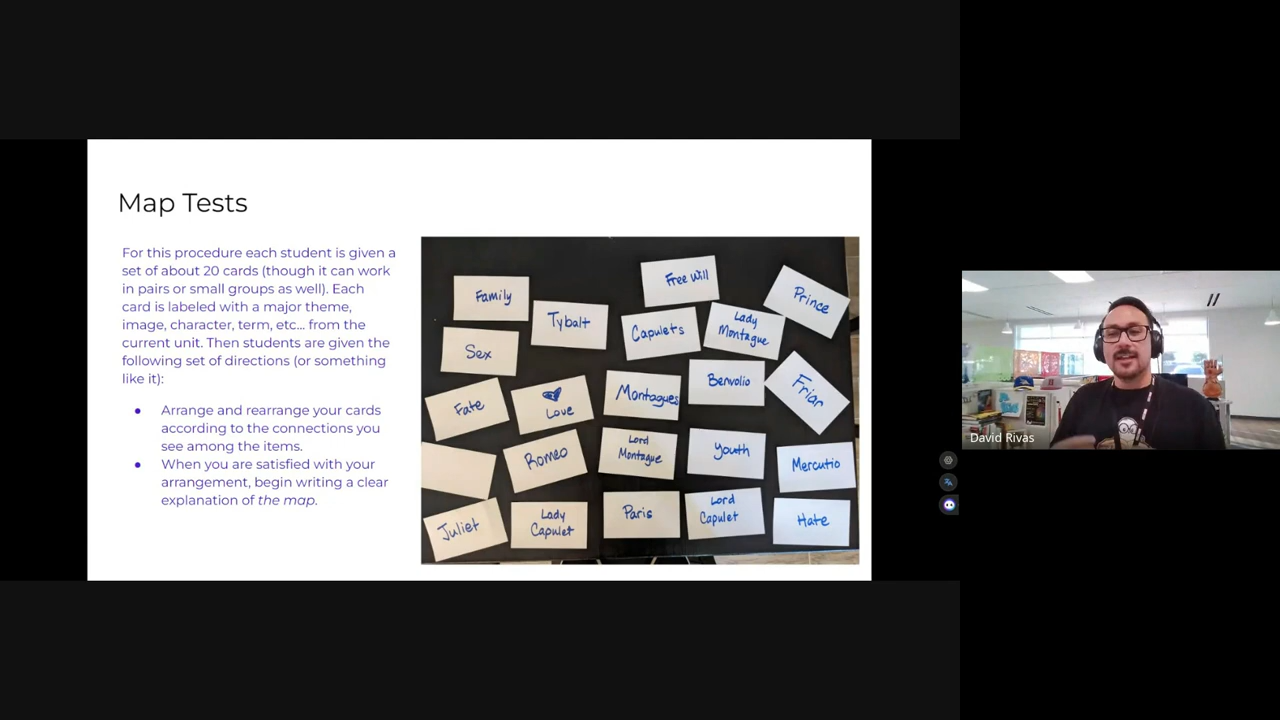 Map Tests
For this procedure each student is given a
set of about 20 cards (though it can work
in pairs or small groups as well). Each
card is labeled with a major theme,
image, character, term, etc... from the
current unit. Then students are given the
following set of directions (or something
like it):
● Arrange and rearrange your cards
according to the connections you
see among the items.
● When you are satisfied with your
arrangement, begin writing a clear
explanation of the map.
Family
Free Will
Prince
Tybalt
Capulets
Lady
Montague
Sex
Fate
Love
Montagues
Benvolio
Friar
Romeo
Lord
Montague
Youth
Mercutio
Juliet
Lady
Capulet
Paris
Lord
Capulet
Hate
David Rivas